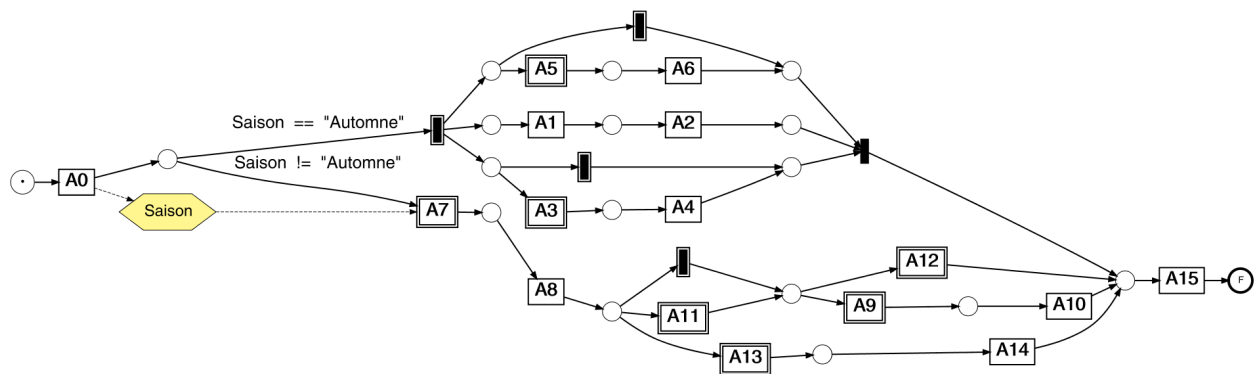 A5
A6
Saison == "Automne"
A1
A2
Saison != "Automne"
A0
Saison
A7
A3
A4
A8
A12
A11
A9
A10
A15
F
A13
A14